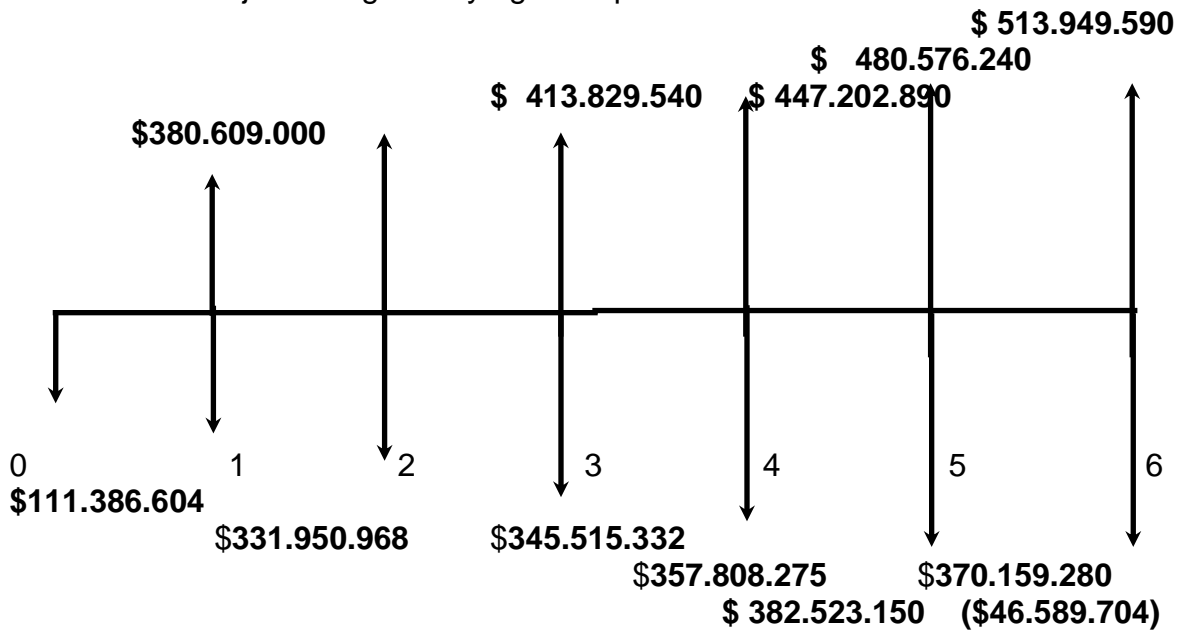 $ 513.949.590
$ 480.576.240
$ 413.829.540 $ 447.202.890
$380.609.000
0 1 2 3 4 5 6
$111.386.604
$331.950.968 $345.515.332
$357.808.275 $370.159.280
$ 382.523.150 ($46.589.704)